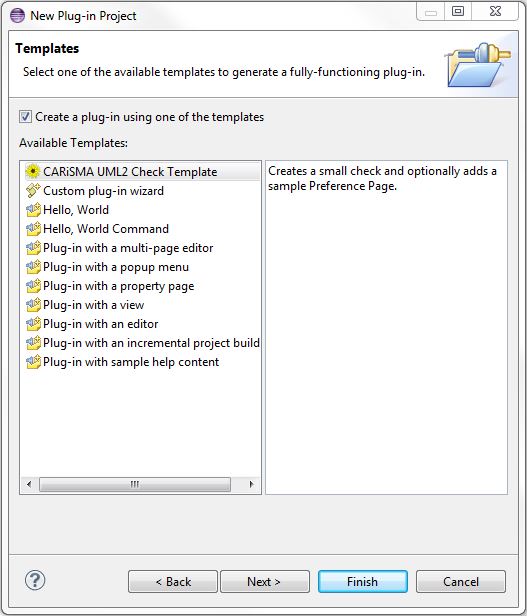 New Plug-in Project
Templates
Select one of the available templates to generate a fully-functioning plug-in.
Create a plug-in using one of the templates
Available Templates:
CARiSMA UML2 Check Template
Custom plug-in wizard
Hello, World
Hello, World Command
Plug-in with a multi-page editor
Plug-in with a popup menu
Plug-in with a property page
Plug-in with a view
Plug-in with an editor
Plug-in with an incremental project build
Plug-in with sample help content
Creates a small check and optionally adds a
sample Preference Page.
?
< Back
Next >
Finish
Cancel